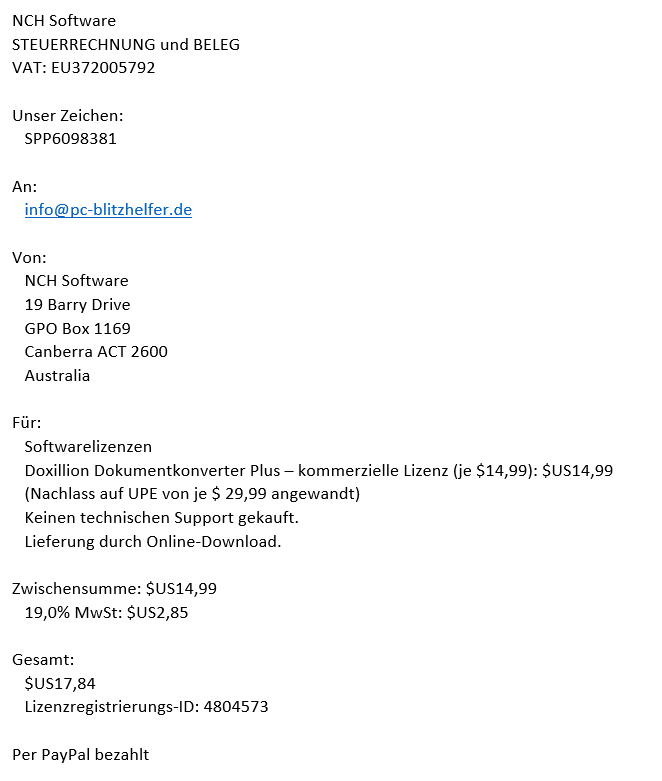 NCH Software
STEUERRECHNUNG und BELEG
VAT: EU372005792
Unser Zeichen:
SPP6098381
An:
info@pc-blitzhelfer.de
Von:
NCH Software
19 Barry Drive
GPO Box 1169
Canberra ACT 2600
Australia
Für:
Softwarelizenzen
Doxillion Dokumentkonverter Plus – kommerzielle Lizenz (je $14,99): $US14,99
(Nachlass auf UPE von je $ 29,99 angewandt)
Keinen technischen Support gekauft.
Lieferung durch Online-Download.
Zwischensumme: $US14,99
19,0% MwSt: $US2,85
Gesamt:
$US17,84
Lizenzregistrierungs-ID: 4804573
Per PayPal bezahlt